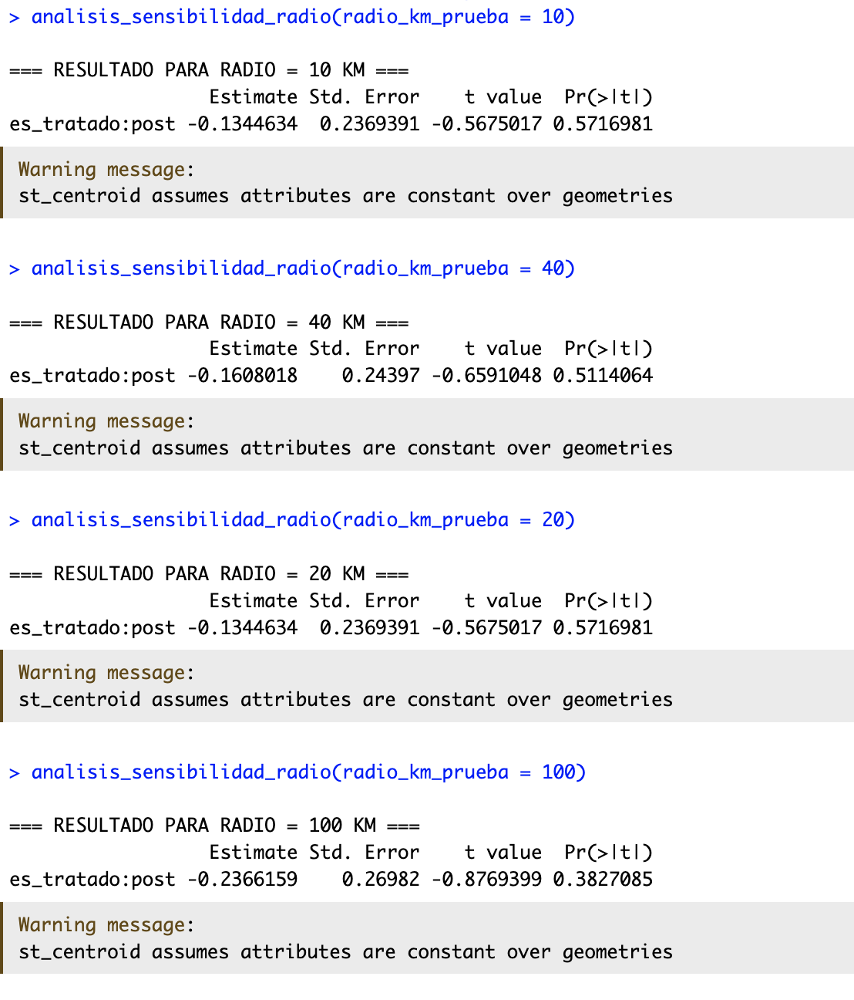 > analisis_sensibilidad_radio(radio_km_prueba = 10)
=== RESULTADO PARA RADIO = 10 KM ===
Estimate Std. Error t value Pr(>|t|)
es_tratado:post -0.1344634 0.2369391 -0.5675017 0.5716981
Warning message:
st_centroid assumes attributes are constant over geometries
> analisis_sensibilidad_radio(radio_km_prueba = 40)
=== RESULTADO PARA RADIO = 40 KM ===
Estimate Std. Error t value Pr(>|t|)
es_tratado:post -0.1608018 0.24397 -0.6591048 0.5114064
Warning message:
st_centroid assumes attributes are constant over geometries
> analisis_sensibilidad_radio(radio_km_prueba = 20)
=== RESULTADO PARA RADIO = 20 KM ===
Estimate Std. Error t value Pr(>|t|)
es_tratado:post -0.1344634 0.2369391 -0.5675017 0.5716981
Warning message:
st_centroid assumes attributes are constant over geometries
> analisis_sensibilidad_radio(radio_km_prueba = 100)
=== RESULTADO PARA RADIO = 100 KM ===
Estimate Std. Error t value Pr(>|t|)
es_tratado:post -0.2366159 0.26982 -0.8769399 0.3827085
Warning message:
st_centroid assumes attributes are constant over geometries